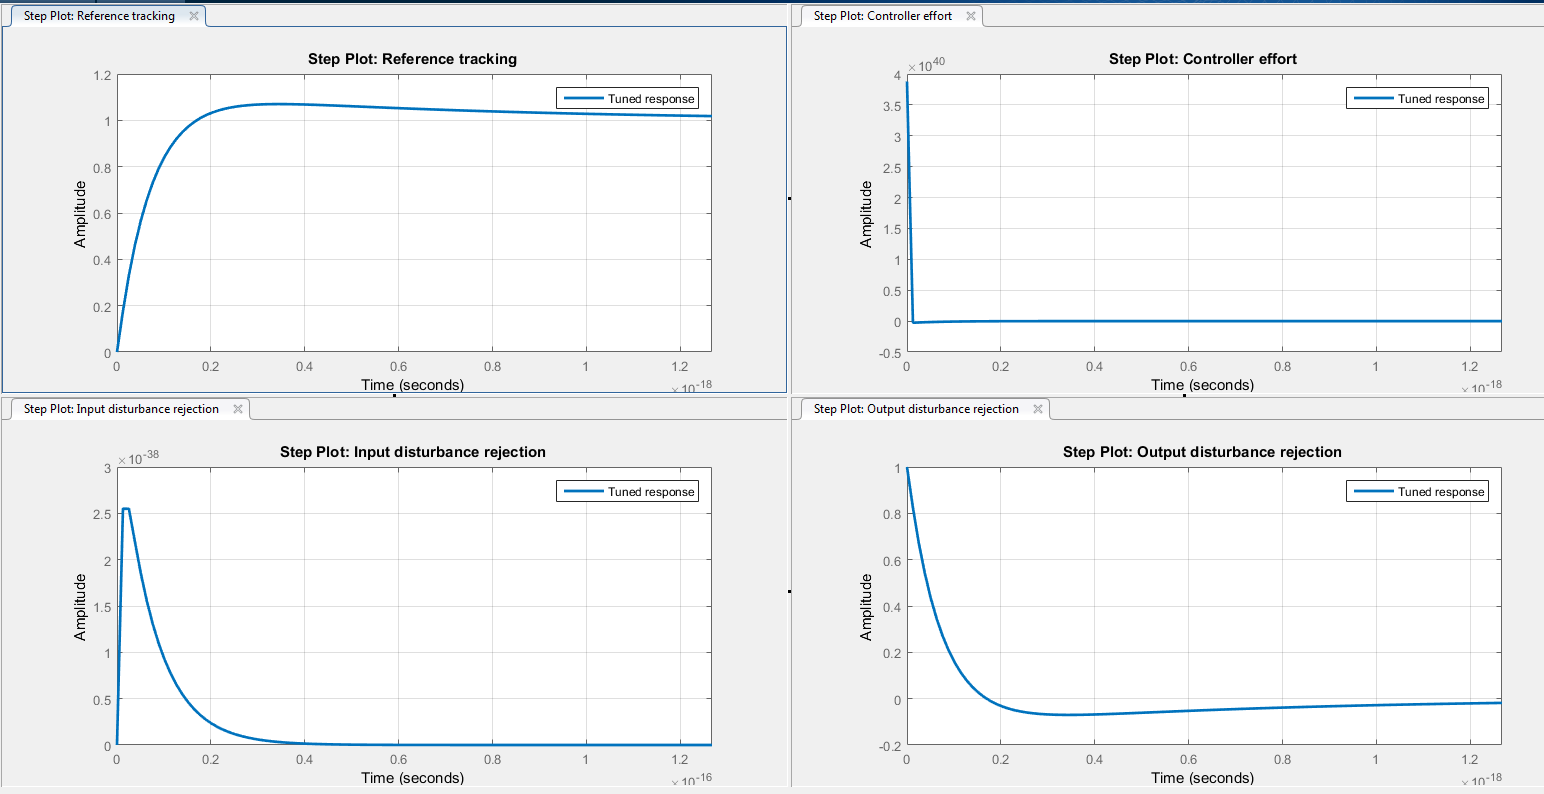 Step Plot: Reference tracking
Step Plot: Controller effort
Step Plot: Reference tracking
1.2
1
0.8
0.6
0.4
0.2
0
Amplitude
Tuned response
0 0.2 0.4 0.6 0.8 1 1.2
Time (seconds)
×10-18
Step Plot: Controller effort
×10^40
4
3.5
3
2.5
2
1.5
1
0.5
0
-0.5
Amplitude
Tuned response
0 0.2 0.4 0.6 0.8 1 1.2
Time (seconds)
×10-18
Step Plot: Input disturbance rejection
Step Plot: Output disturbance rejection
Step Plot: Input disturbance rejection
×10-38
3
2.5
2
1.5
1
0.5
0
Amplitude
Tuned response
0 0.2 0.4 0.6 0.8 1 1.2
Time (seconds)
×10-16
Step Plot: Output disturbance rejection
1
0.8
0.6
0.4
0.2
0
-0.2
Amplitude
Tuned response
0 0.2 0.4 0.6 0.8 1 1.2
Time (seconds)
×10-18